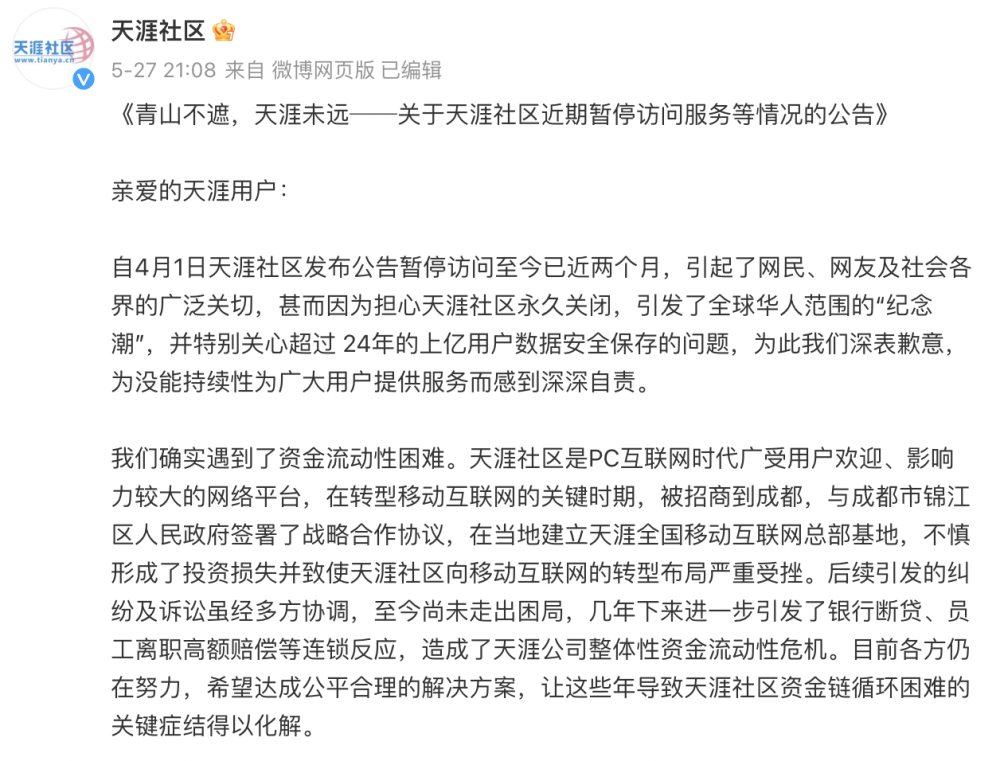 天涯社区
www.tianya.cn
天涯社区
5-27 21:08 来自 微博网页版 已编辑
《青山不遮，天涯未远——关于天涯社区近期暂停访问服务等情况的公告》
亲爱的天涯用户：
自4月1日天涯社区发布公告暂停访问至今已近两个月，引起了网民、网友及社会各
界的广泛关切，甚而因为担心天涯社区永久关闭，引发了全球华人范围的“纪念
潮”，并特别关心超过 24年的上亿用户数据安全保存的问题，为此我们深表歉意，
为没能持续性为广大用户提供服务而感到深深自责。
我们确实遇到了资金流动性困难。天涯社区是PC互联网时代广受用户欢迎、影响
力较大的网络平台，在转型移动互联网的关键时期，被招商到成都，与成都市锦江
区人民政府签署了战略合作协议，在当地建立天涯全国移动互联网总部基地，不慎
形成了投资损失并致使天涯社区向移动互联网的转型布局严重受挫。后续引发的纠
纷及诉讼虽经多方协调，至今尚未走出困局，几年下来进一步引发了银行断贷、员
工离职高额赔偿等连锁反应，造成了天涯公司整体性资金流动性危机。目前各方仍
在努力，希望达成公平合理的解决方案，让这些年导致天涯社区资金链循环困难的
关键症结得以化解。